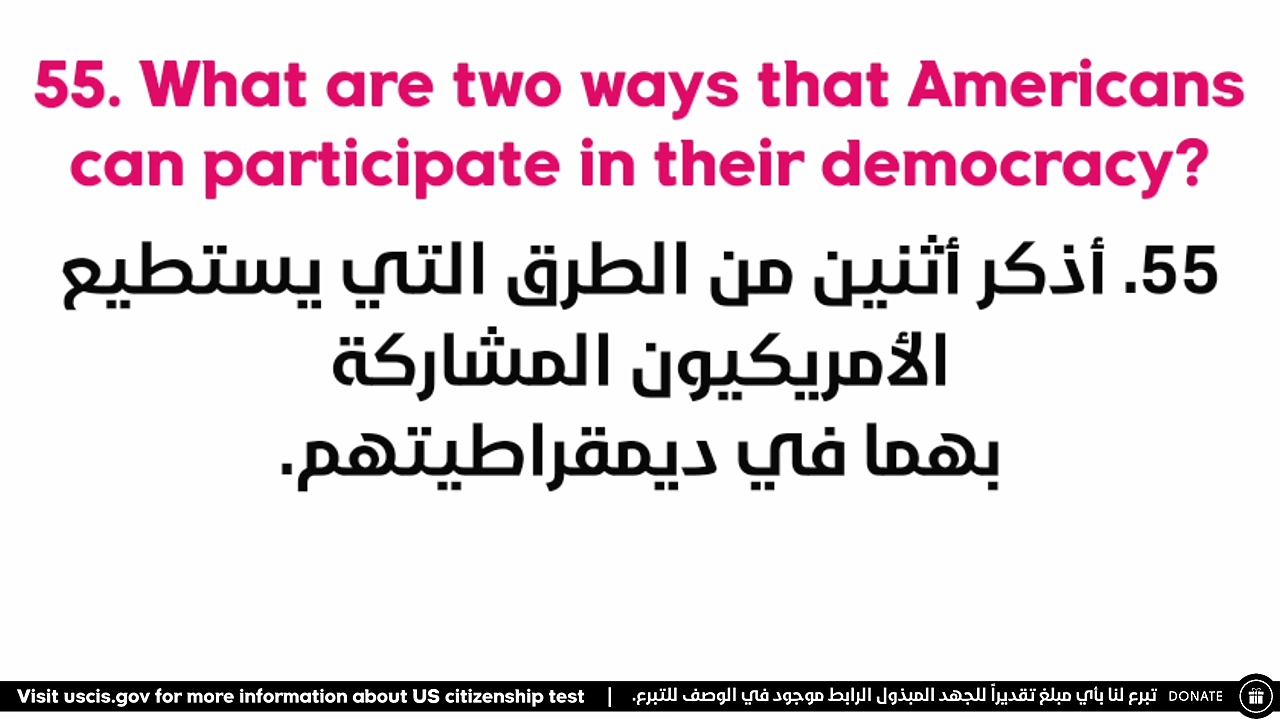 55. What are two ways that Americans
can participate in their democracy?
55. أذكر أثنين من الطرق التي يستطيع
الأمريكيون المشاركة
بهما في ديمقراطيتهم.
Visit uscis.gov for more information about US citizenship test | تبرع لنا بأي مبلغ تقديراً للجهد المبذول الرابط موجود في الوصف للتبرع. DONATE